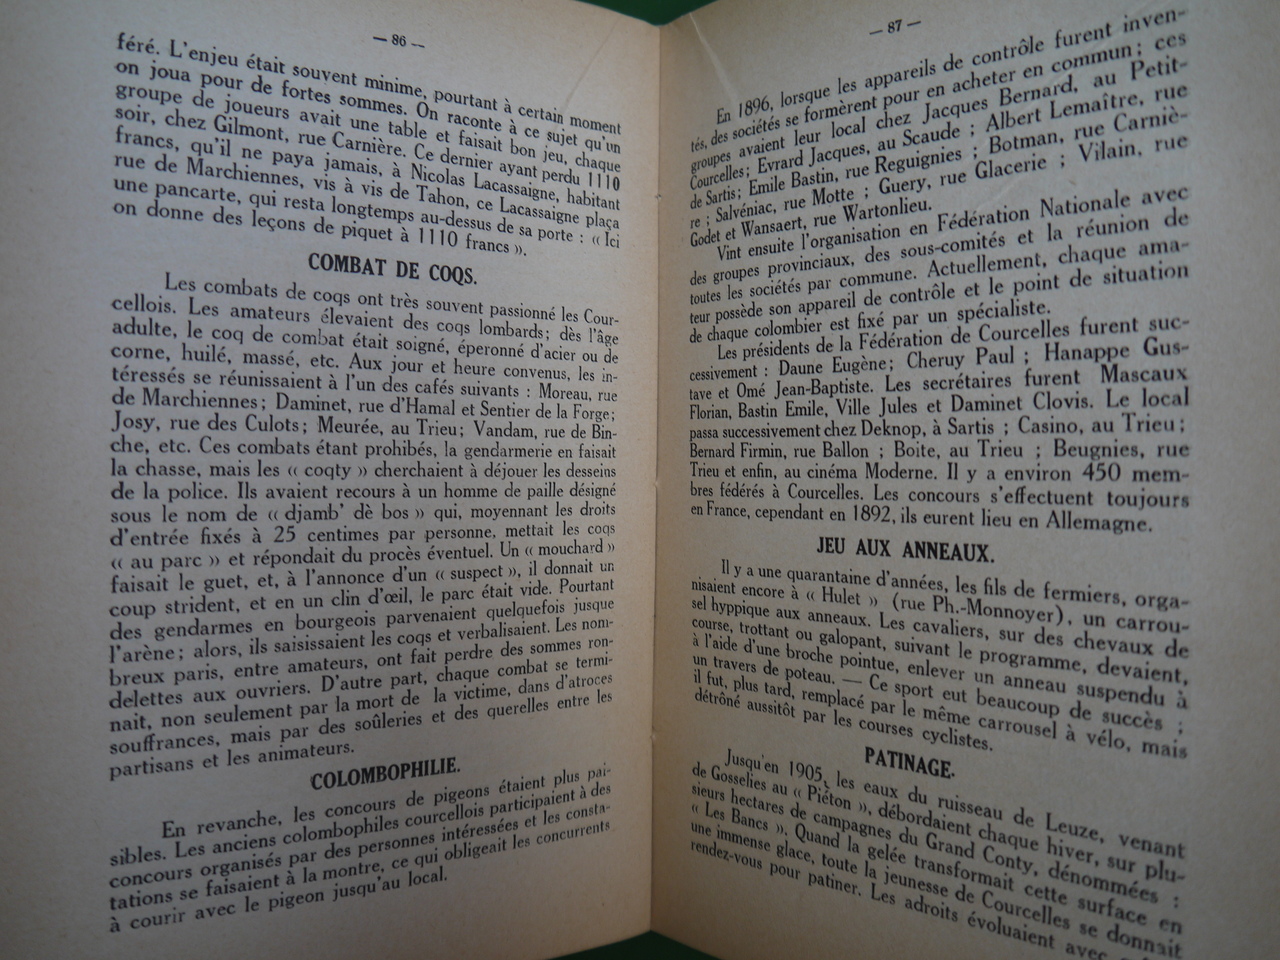 — 86 —
féré. L'enjeu était souvent minime, pourtant à certain moment
on joua pour de fortes sommes. On raconte à ce sujet qu'un
groupe de joueurs avait une table et faisait bon jeu, chaque
soir, chez Gilmont, rue Carnière. Ce dernier ayant perdu 1110
francs, qu'il ne paya jamais, à Nicolas Lacassaigne, habitant
rue de Marchiennes, vis à vis de Tahon, ce Lacassaigne plaça
une pancarte, qui resta longtemps au-dessus de sa porte : « Ici
on donne des leçons de piquet à 1110 francs ».
COMBAT DE COQS.
Les combats de coqs ont très souvent passionné les Cour-
cellois. Les amateurs élevaient des coqs lombards; dès l'âge
adulte, le coq de combat était soigné, éperonné d'acier ou de
corne, huilé, massé, etc. Aux jour et heure convenus, les in-
téressés se réunissaient à l'un des cafés suivants : Moreau, rue
de Marchiennes; Daminet, rue d'Hamal et Sentier de la Forge;
Josy, rue des Culots; Meurée, au Trieu; Vandam, rue de Bin-
che, etc. Ces combats étant prohibés, la gendarmerie en faisait
la chasse, mais les « coqty » cherchaient à déjouer les desseins
de la police. Ils avaient recours à un homme de paille désigné
sous le nom de « djamb' dè bos » qui, moyennant les droits
d'entrée fixés à 25 centimes par personne, mettait les coqs
« au parc » et répondait du procès éventuel. Un « mouchard »
faisait le guet, et, à l'annonce d'un « suspect », il donnait un
coup strident, et en un clin d'œil, le parc était vide. Pourtant
des gendarmes en bourgeois parvenaient quelquefois jusque
l'arène; alors, ils saisissaient les coqs et verbalisaient. Les nom-
breux paris, entre amateurs, ont fait perdre des sommes ron-
delettes aux ouvriers. D'autre part, chaque combat se termi-
nait, non seulement par la mort de la victime, dans d'atroces
souffrances, mais par des soûleries et des querelles entre les
partisans et les animateurs.
COLOMBOPHILIE.
En revanche, les concours de pigeons étaient plus pai-
sibles. Les anciens colombophiles courcellois participaient à des
concours organisés par des personnes intéressées et les consta-
tations se faisaient à la montre, ce qui obligeait les concurrents
à courir avec le pigeon jusqu'au local.
— 87 —
En 1896, lorsque les appareils de contrôle furent inven-
tés, des sociétés se formèrent pour en acheter en commun; ces
groupes avaient leur local chez Jacques Bernard, au Petit-
Courcelles; Evrard Jacques, au Scaude ; Albert Lemaître, rue
de Sartis; Emile Bastin, rue Reguignies ; Botman, rue Carniè-
re ; Salvéniac, rue Motte ; Guery, rue Glacerie ; Vilain, rue
Godet et Wansaert, rue Wartonlieu.
Vint ensuite l'organisation en Fédération Nationale avec
des groupes provinciaux, des sous-comités et la réunion de
toutes les sociétés par commune. Actuellement, chaque ama-
teur possède son appareil de contrôle et le point de situation
de chaque colombier est fixé par un spécialiste.
Les présidents de la Fédération de Courcelles furent suc-
cessivement : Daune Eugène; Cheruy Paul ; Hanappe Gus-
tave et Omé Jean-Baptiste. Les secrétaires furent Mascaux
Florian, Bastin Emile, Ville Jules et Daminet Clovis. Le local
passa successivement chez Deknop, à Sartis ; Casino, au Trieu;
Bernard Firmin, rue Ballon ; Boite, au Trieu ; Beugnies, rue
Trieu et enfin, au cinéma Moderne. Il y a environ 450 mem-
bres fédérés à Courcelles. Les concours s'effectuent toujours
en France, cependant en 1892, ils eurent lieu en Allemagne.
JEU AUX ANNEAUX.
Il y a une quarantaine d'années, les fils de fermiers, orga-
nisaient encore à « Hulet » (rue Ph.-Monnoyer), un carrou-
sel hyppique aux anneaux. Les cavaliers, sur des chevaux de
course, trottant ou galopant, suivant le programme, devaient,
à l'aide d'une broche pointue, enlever un anneau suspendu à
un travers de poteau. — Ce sport eut beaucoup de succès ;
il fut, plus tard, remplacé par le même carrousel à vélo, mais
détrôné aussitôt par les courses cyclistes.
PATINAGE.
Jusqu'en 1905, les eaux du ruisseau de Leuze, venant
de Gosselies au « Piéton », débordaient chaque hiver, sur plu-
sieurs hectares de campagnes du Grand Conty, dénommées :
« Les Bancs ». Quand la gelée transformait cette surface en
une immense glace, toute la jeunesse de Courcelles se donnait
rendez-vous pour patiner. Les adroits évoluaient avec